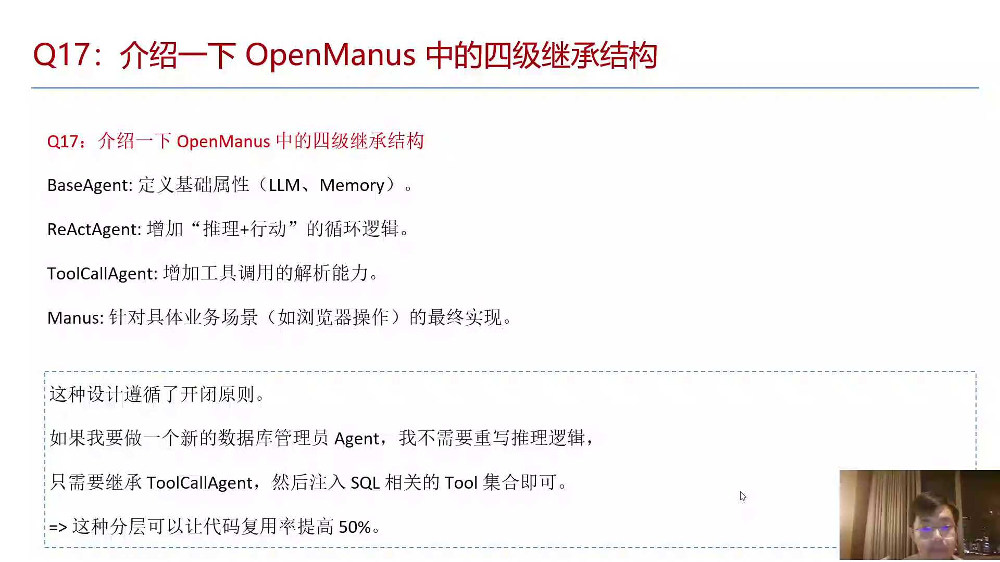 Q17：介绍一下 OpenManus 中的四级继承结构
Q17：介绍一下 OpenManus 中的四级继承结构
BaseAgent: 定义基础属性（LLM、Memory）。
ReActAgent: 增加“推理+行动”的循环逻辑。
ToolCallAgent: 增加工具调用的解析能力。
Manus: 针对具体业务场景（如浏览器操作）的最终实现。
这种设计遵循了开闭原则。
如果我要做一个新的数据库管理员 Agent，我不需要重写推理逻辑，
只需要继承 ToolCallAgent，然后注入 SQL 相关的 Tool 集合即可。
=> 这种分层可以让代码复用率提高 50%。